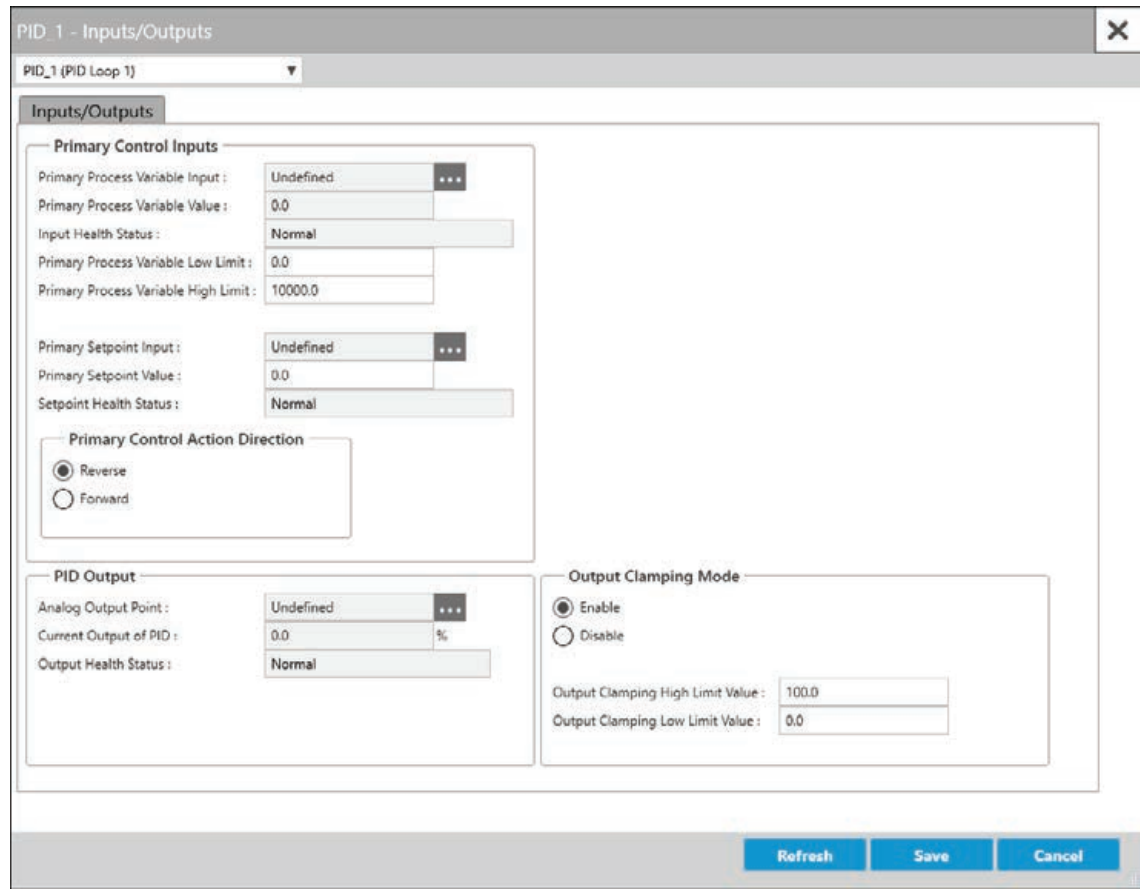 PID_1 - Inputs/Outputs
PID_1 (PID Loop 1)
Inputs/Outputs
Primary Control Inputs
Primary Process Variable Input : Undefined ...
Primary Process Variable Value : 0.0
Input Health Status : Normal
Primary Process Variable Low Limit : 0.0
Primary Process Variable High Limit : 10000.0
Primary Setpoint Input : Undefined ...
Primary Setpoint Value : 0.0
Setpoint Health Status : Normal
Primary Control Action Direction
Reverse
Forward
PID Output
Analog Output Point : Undefined ...
Current Output of PID : 0.0 %
Output Health Status : Normal
Output Clamping Mode
Enable
Disable
Output Clamping High Limit Value : 100.0
Output Clamping Low Limit Value : 0.0
Refresh Save Cancel